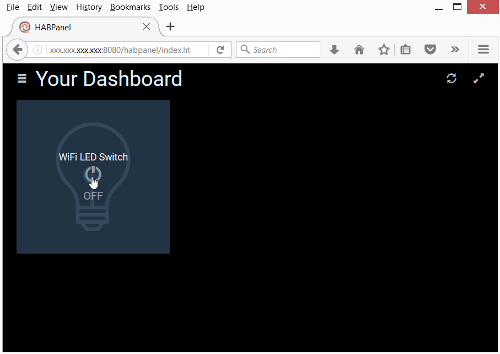 File Edit View History Bookmarks Tools Help
HABPanel
xxx.xxx.xxx.xxx:8080/habpanel/index.ht
Search
Your Dashboard
WiFi LED Switch
OFF